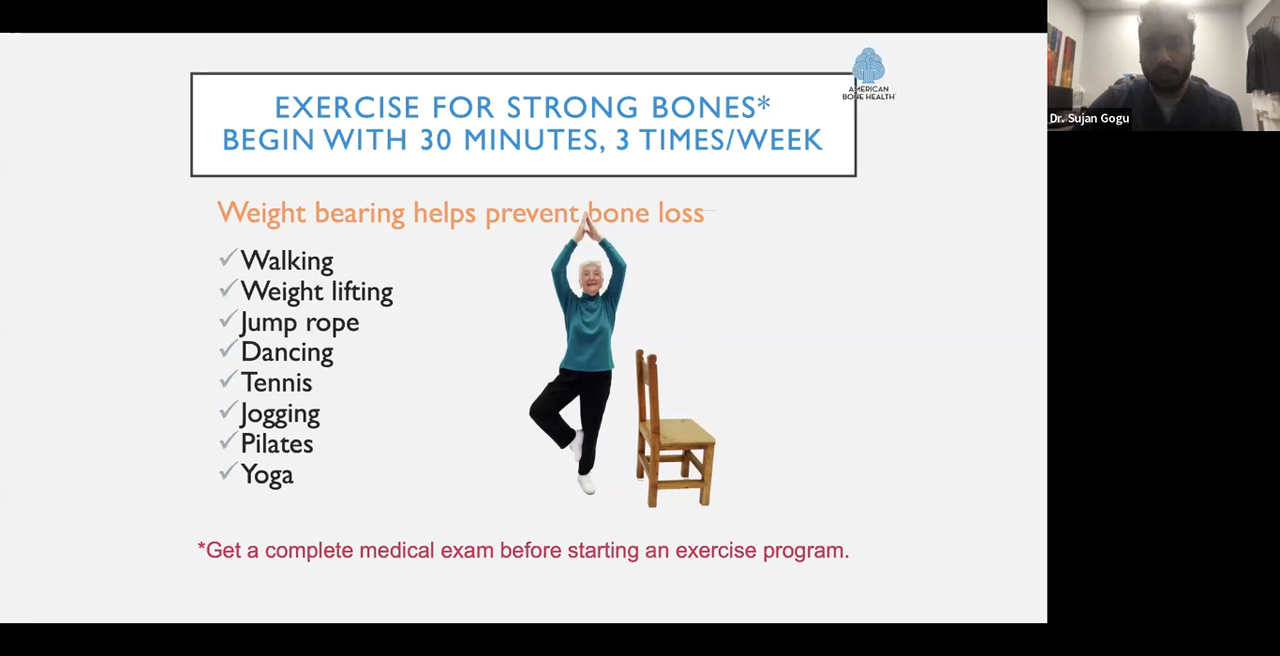 EXERCISE FOR STRONG BONES*
BEGIN WITH 30 MINUTES, 3 TIMES/WEEK
AMERICAN
BONE HEALTH
Dr. Sujan Gogu
Weight bearing helps prevent bone loss
✓Walking
✓Weight lifting
✓Jump rope
✓Dancing
✓Tennis
✓Jogging
✓Pilates
✓Yoga
*Get a complete medical exam before starting an exercise program.